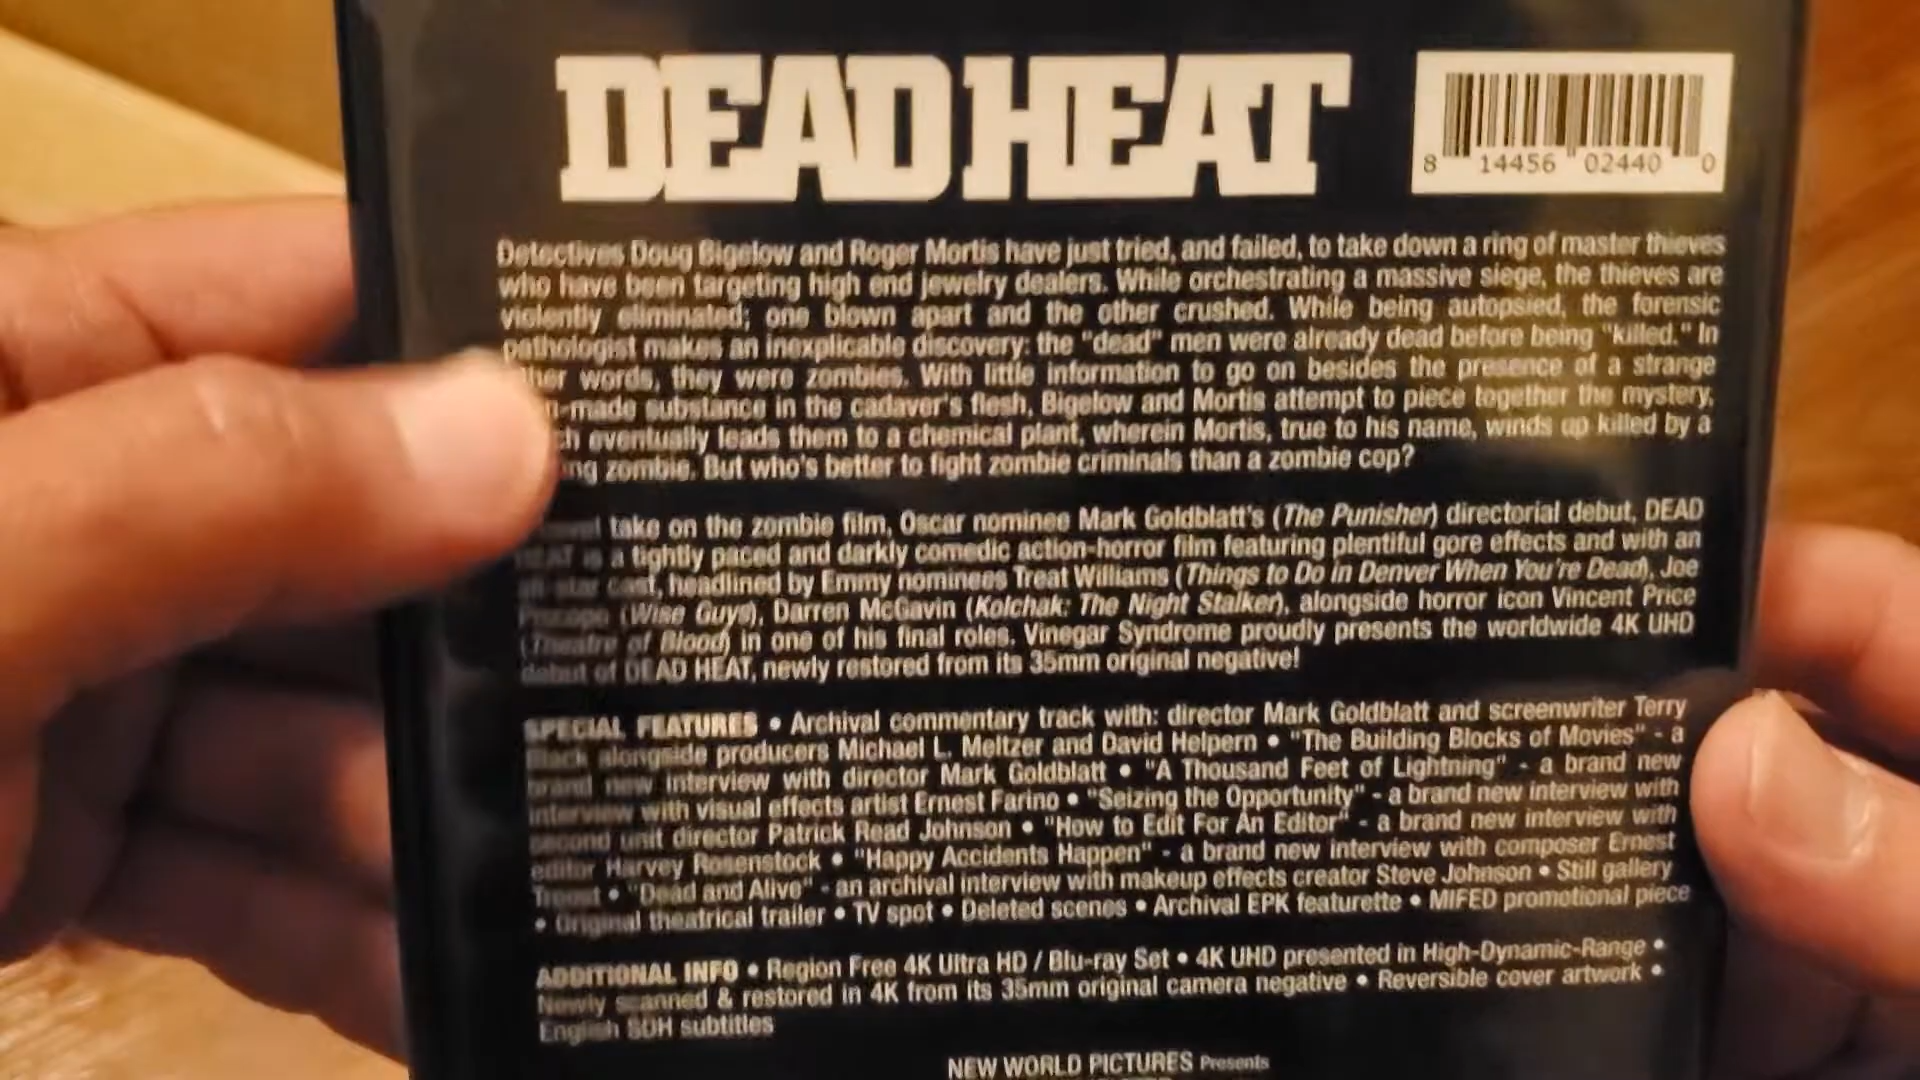 DEAD HEAT
8 14456 02440 0
Detectives Doug Bigelow and Roger Mortis have just tried, and failed, to take down a ring of master thieves
who have been targeting high end jewelry dealers. While orchestrating a massive siege, the thieves are
violently eliminated; one blown apart and the other crushed. While being autopsied, the forensic
pathologist makes an inexplicable discovery: the "dead" men were already dead before being "killed." In
ther words, they were zombies. With little information to go on besides the presence of a strange
n-made substance in the cadaver's flesh, Bigelow and Mortis attempt to piece together the mystery,
ch eventually leads them to a chemical plant, wherein Mortis, true to his name, winds up killed by a
ng zombie. But who's better to fight zombie criminals than a zombie cop?
take on the zombie film, Oscar nominee Mark Goldblatt's (The Punisher) directorial debut, DEAD
HEAT is a tightly paced and darkly comedic action-horror film featuring plentiful gore effects and with an
all-star cast, headlined by Emmy nominees Treat Williams (Things to Do in Denver When You're Dead), Joe
Piscopo (Wise Guys), Darren McGavin (Kolchak: The Night Stalker), alongside horror icon Vincent Price
(Theatre of Blood) in one of his final roles. Vinegar Syndrome proudly presents the worldwide 4K UHD
debut of DEAD HEAT, newly restored from its 35mm original negative!
SPECIAL FEATURES • Archival commentary track with: director Mark Goldblatt and screenwriter Terry
Black alongside producers Michael L. Meltzer and David Helpern • "The Building Blocks of Movies" - a
brand new interview with director Mark Goldblatt • "A Thousand Feet of Lightning" - a brand new
interview with visual effects artist Ernest Farino • "Seizing the Opportunity" - a brand new interview with
second unit director Patrick Read Johnson • "How to Edit For An Editor" - a brand new interview with
editor Harvey Rosenstock • "Happy Accidents Happen" - a brand new interview with composer Ernest
Troost • "Dead and Alive" - an archival interview with makeup effects creator Steve Johnson • Still gallery
• Original theatrical trailer • TV spot • Deleted scenes • Archival EPK featurette • MIFED promotional piece
ADDITIONAL INFO • Region Free 4K Ultra HD / Blu-ray Set • 4K UHD presented in High-Dynamic-Range •
Newly scanned & restored in 4K from its 35mm original camera negative • Reversible cover artwork •
English SDH subtitles
NEW WORLD PICTURES Presents